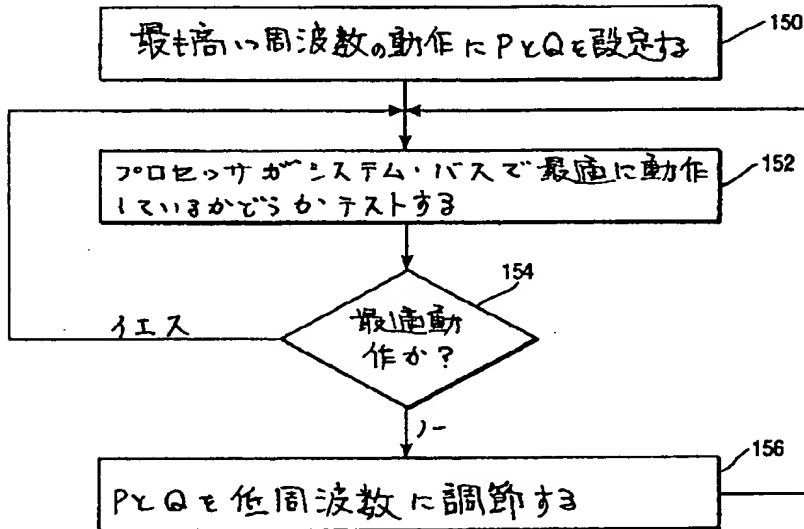 最も高い周波数の動作にPとQを設定する
150
プロセッサがシステム・バスで最適に動作
しているかどうかテストする
152
154
最適動
作か?
イエス
ノー
156
PとQを低周波数に調節する